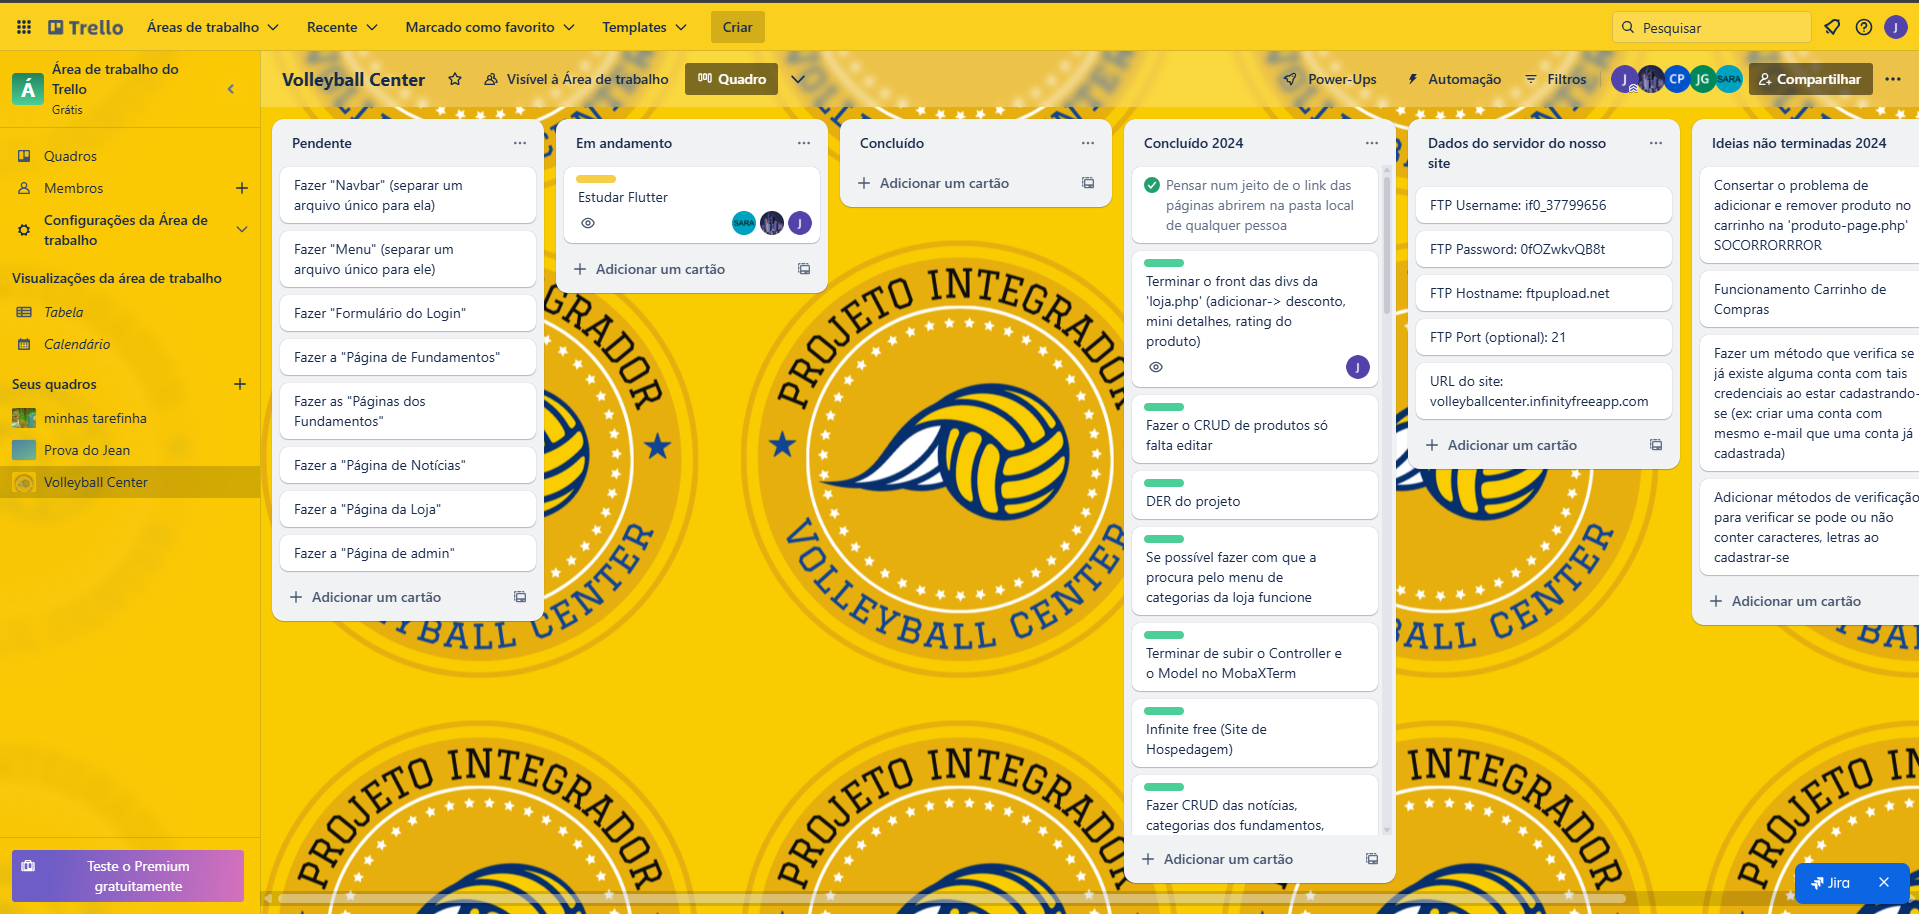 Trello
Áreas de trabalho
Recente
Marcado como favorito
Templates
Criar
Pesquisar
J
Á
Área de trabalho do
Trello
Grátis
Quadros
Membros
Configurações da Área de
trabalho
Visualizações da área de trabalho
Tabela
Calendário
Seus quadros
minhas tarefinha
Prova do Jean
Volleyball Center
Teste o Premium
gratuitamente
Volleyball Center
Visível à Área de trabalho
Quadro
Power-Ups
Automação
Filtros
J
CP
JG
SARA
Compartilhar
Pendente
Fazer "Navbar" (separar um
arquivo único para ela)
Fazer "Menu" (separar um
arquivo único para ele)
Fazer "Formulário do Login"
Fazer a "Página de Fundamentos"
Fazer as "Páginas dos
Fundamentos"
Fazer a "Página de Notícias"
Fazer a "Página da Loja"
Fazer a "Página de admin"
Adicionar um cartão
Em andamento
Estudar Flutter
SARA
J
Adicionar um cartão
Concluído
Adicionar um cartão
Concluído 2024
Pensar num jeito de o link das
páginas abrirem na pasta local
de qualquer pessoa
Terminar o front das divs da
'loja.php' (adicionar-> desconto,
mini detalhes, rating do
produto)
J
Fazer o CRUD de produtos só
falta editar
DER do projeto
Se possível fazer com que a
procura pelo menu de
categorias da loja funcione
Terminar de subir o Controller e
o Model no MobaXTerm
Infinite free (Site de
Hospedagem)
Fazer CRUD das notícias,
categorias dos fundamentos,
Adicionar um cartão
Dados do servidor do nosso
site
FTP Username: if0_37799656
FTP Password: 0fOZwkvQB8t
FTP Hostname: ftpupload.net
FTP Port (optional): 21
URL do site:
volleyballcenter.infinityfreeapp.com
Adicionar um cartão
Ideias não terminadas 2024
Consertar o problema de
adicionar e remover produto no
carrinho na 'produto-page.php'
SOCORRORRROR
Funcionamento Carrinho de
Compras
Fazer um método que verifica se
já existe alguma conta com tais
credenciais ao estar cadastrando-
se (ex: criar uma conta com
mesmo e-mail que uma conta já
cadastrada)
Adicionar métodos de verificação
para verificar se pode ou não
conter caracteres, letras ao
cadastrar-se
Adicionar um cartão
PROJETO INTEGRADOR
VOLLEYBALL CENTER
PROJETO INTEGRADOR
VOLLEYBALL CENTER
PROJETO INTEGRADOR
PROJETO INTEGRADOR
INTEGRADOR
PROJETO IN
Jira